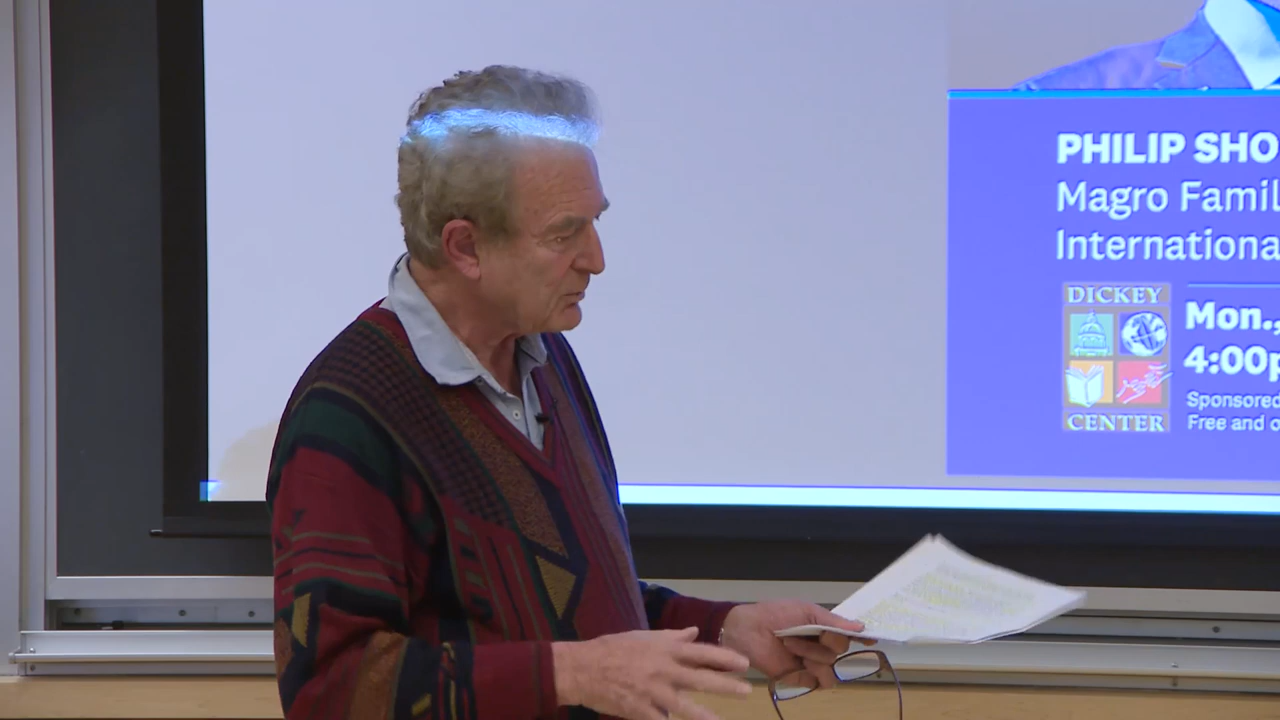 PHILIP SHO
Magro Famil
Internationa
DICKEY
CENTER
Mon.,
4:00p
Sponsored
Free and o